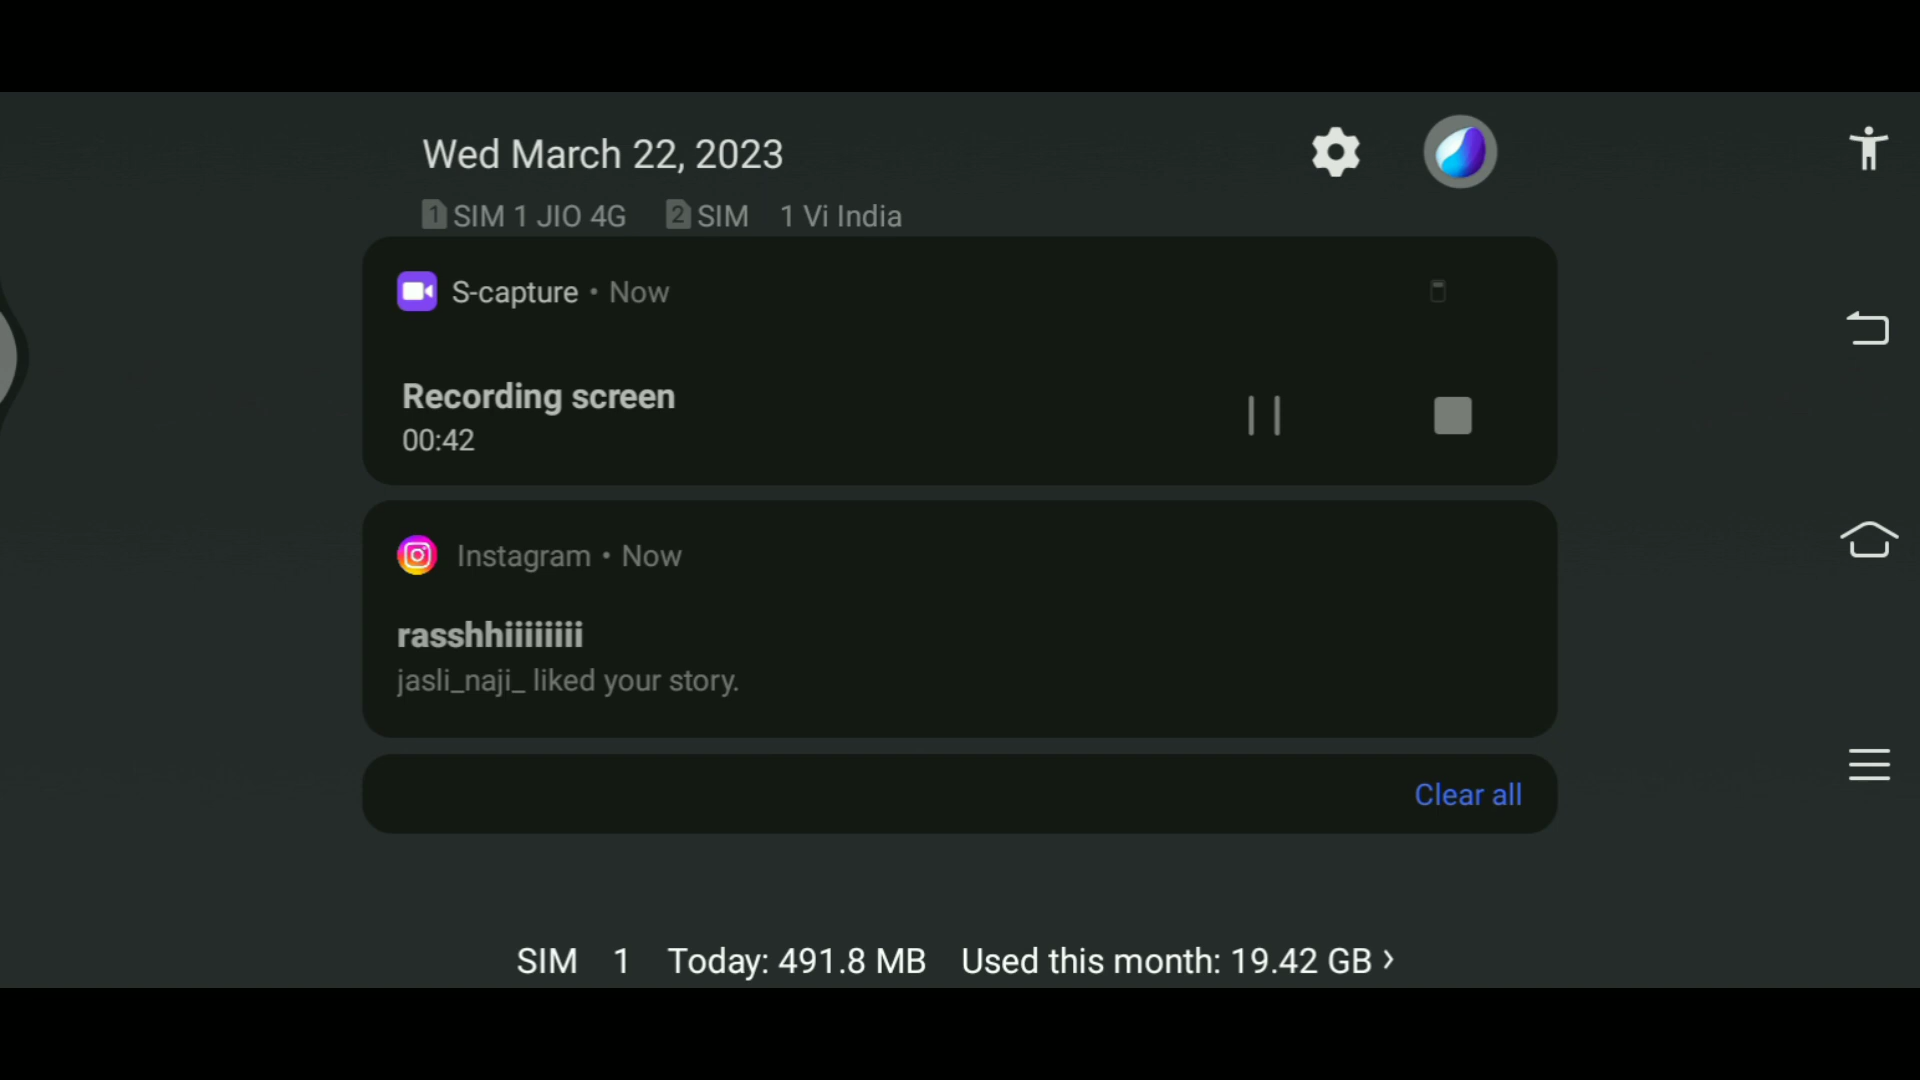 Wed March 22, 2023
1 SIM 1 JIO 4G 2 SIM 1 Vi India
S-capture • Now
Recording screen
00:42
Instagram • Now
rasshhiiiiiiiii
jasli_naji_ liked your story.
Clear all
SIM 1 Today: 491.8 MB Used this month: 19.42 GB >